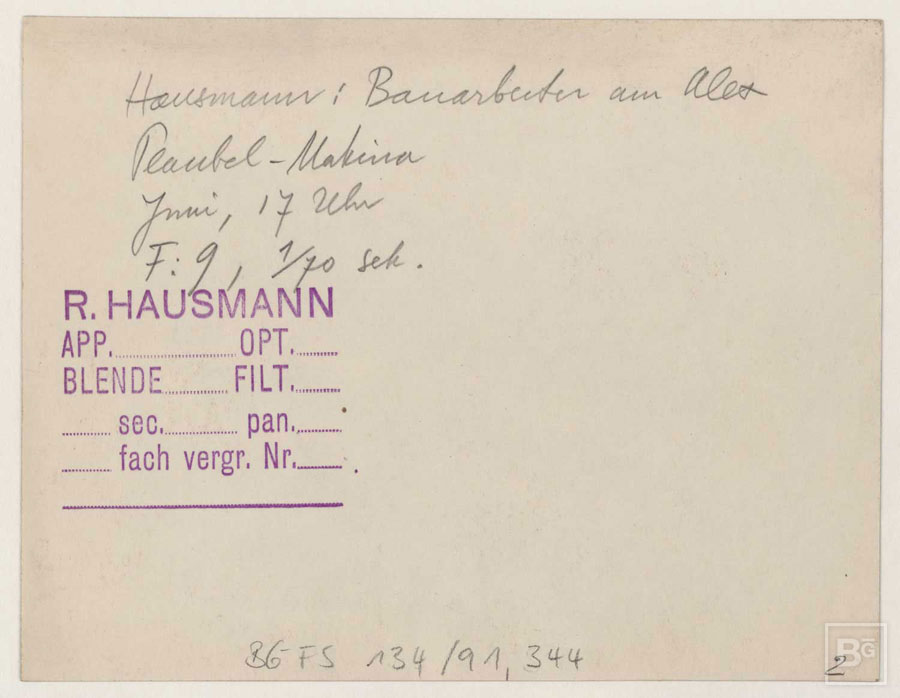 Hausmann: Bauarbeiter am Alex
Plaubel-Makina
Juni, 17 Uhr
F: 9, 1/70 sek.
R. HAUSMANN
APP. OPT.
BLENDE FILT.
sec. pan.
fach vergr. Nr.
BG FS 134/91, 344
2
BG